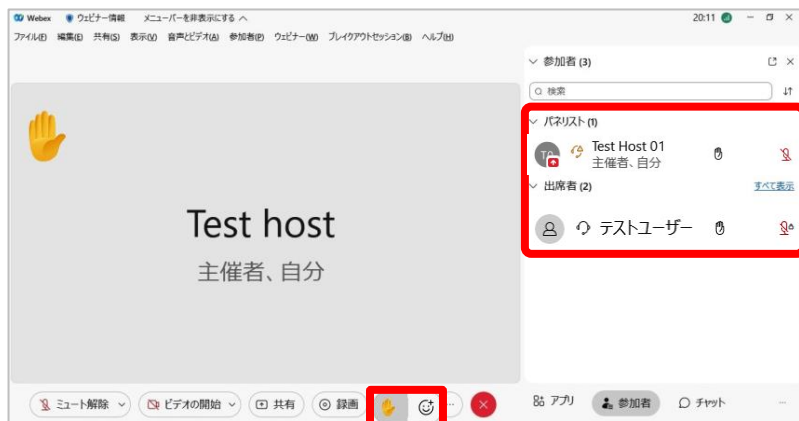 Webex ウェビナー情報 メニューバーを非表示にする 20:11
ファイル(F) 編集(E) 共有(S) 表示(V) 音声とビデオ(A) 参加者(P) ウェビナー(W) ブレイクアウトセッション(B) ヘルプ(H)
参加者 (3)
検索
パネリスト (1)
Test Host 01
主催者、自分
出席者 (2)
すべて表示
テストユーザー
Test host
主催者、自分
ミュート解除 ビデオの開始 共有 録画
アプリ 参加者 チャット